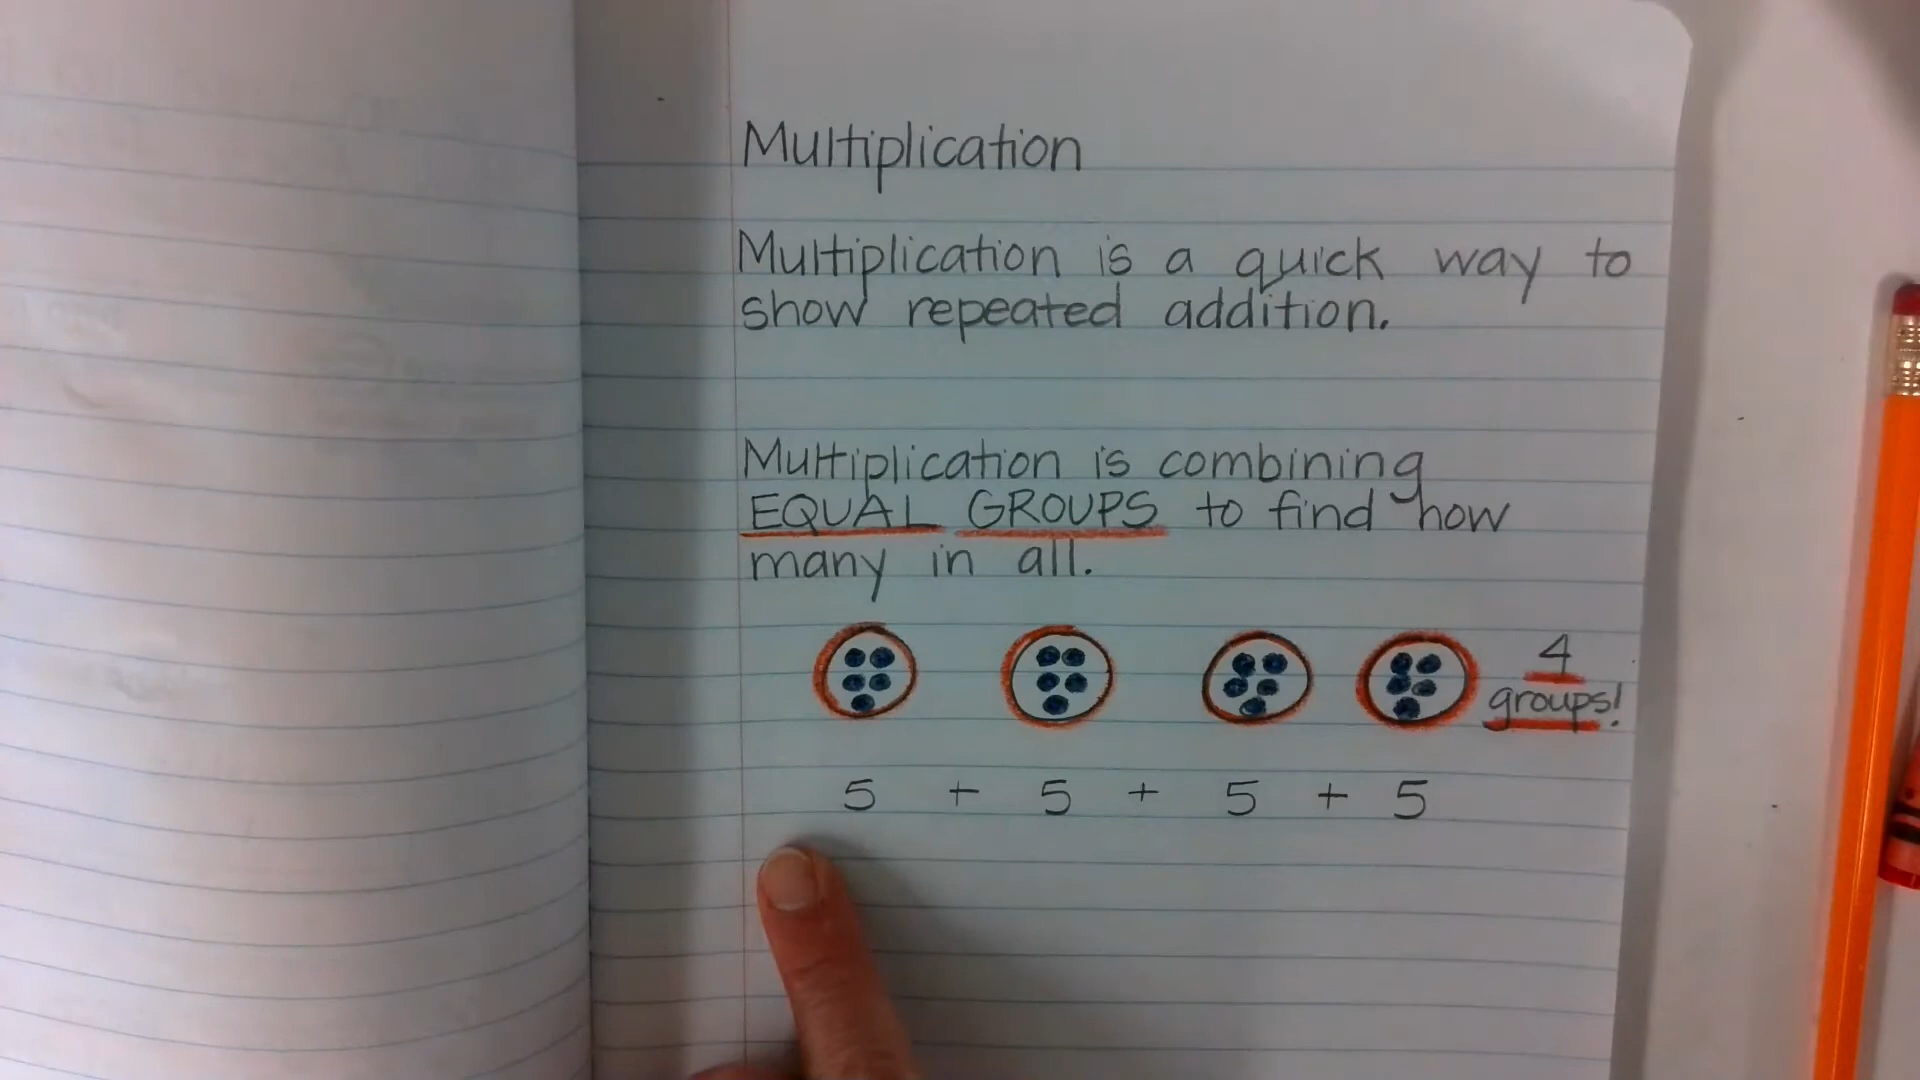 Multiplication
Multiplication is a quick way to
show repeated addition.
Multiplication is combining
EQUAL GROUPS to find how
many in all.
4
groups!
5 + 5 + 5 + 5